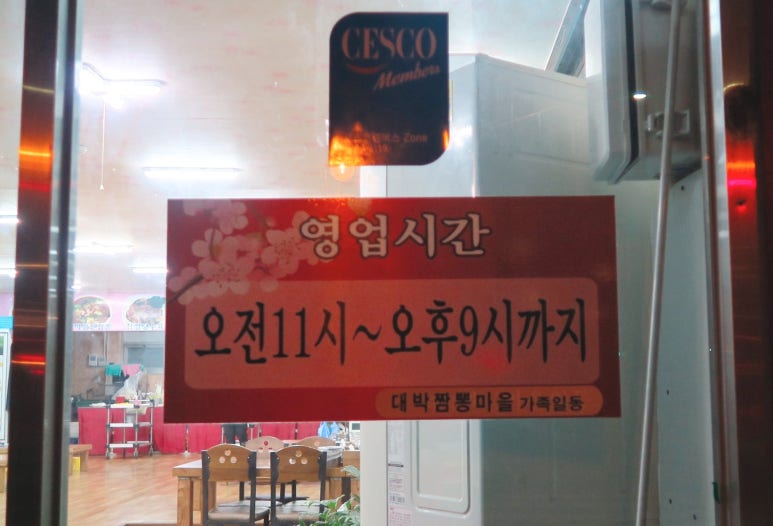 CESCO
Members
Zone
영업시간
오전11시~오후9시까지
대박짬뽕마을 가족일동